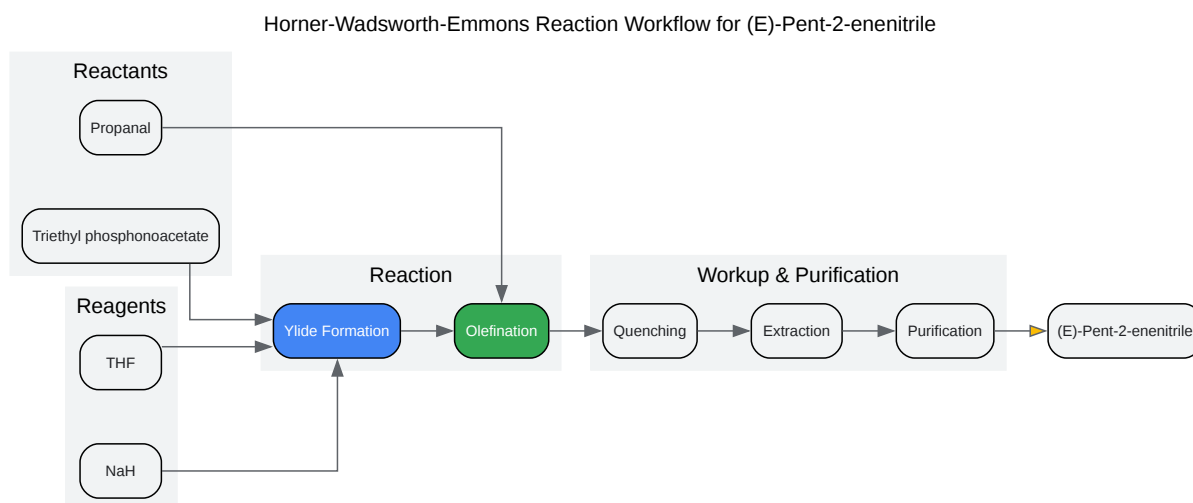 Horner-Wadsworth-Emmons Reaction Workflow for (E)-Pent-2-enenitrile
Reactants
Propanal
Triethyl phosphonoacetate
Reagents
THF
NaH
Reaction
Ylide Formation
Olefination
Workup & Purification
Quenching
Extraction
Purification
(E)-Pent-2-enenitrile